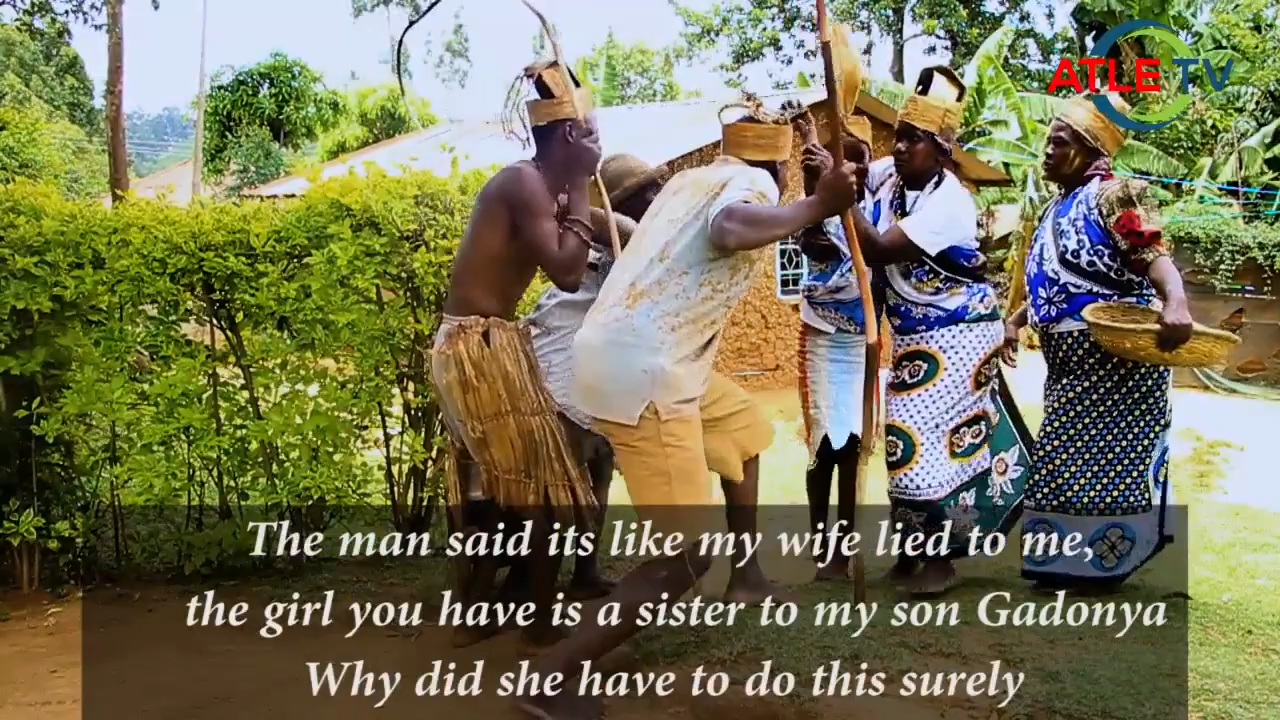 ATLE TV
The man said its like my wife lied to me,
the girl you have is a sister to my son Gadonya
Why did she have to do this surely